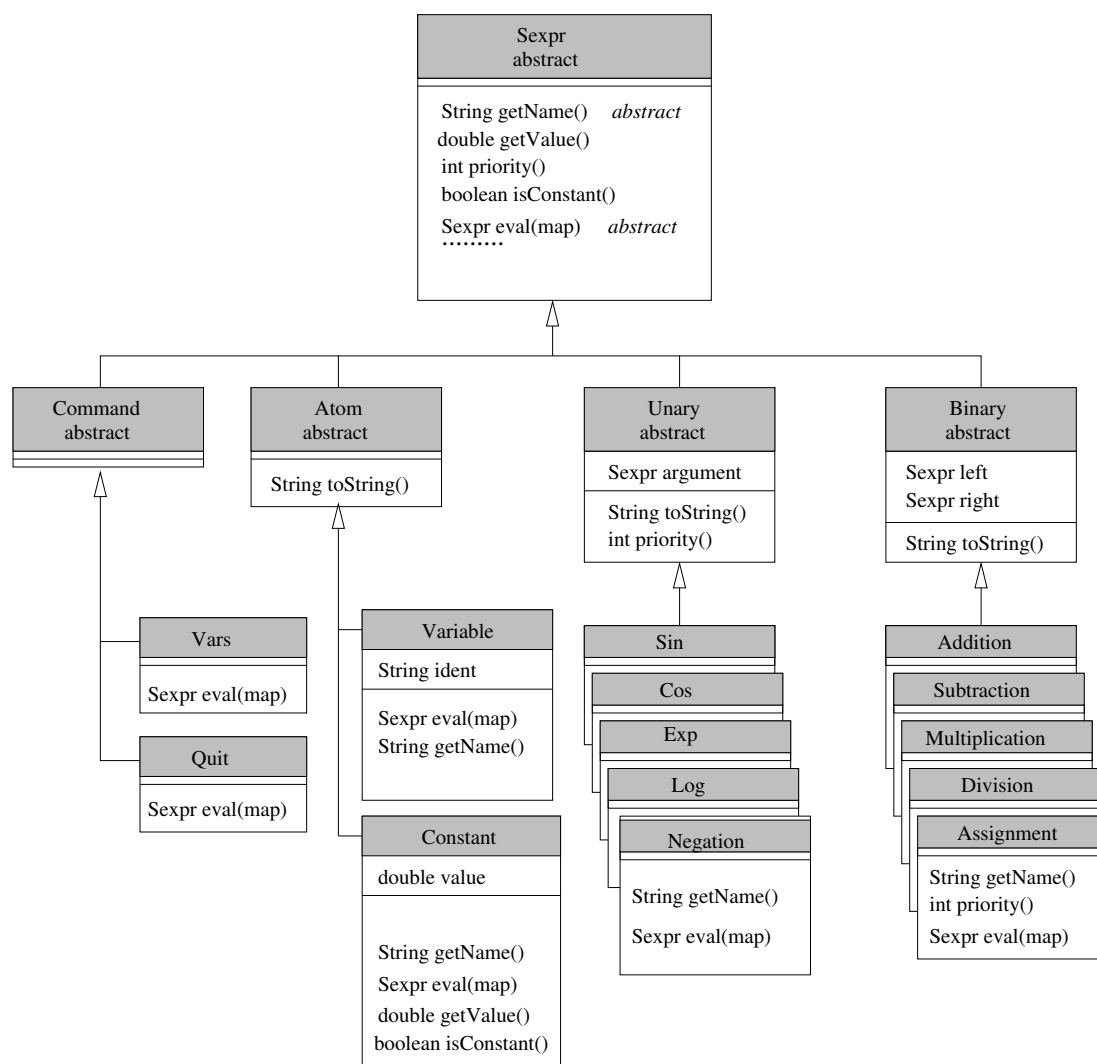 Sexpr
abstract
String getName() abstract
double getValue()
int priority()
boolean isConstant()
Sexpr eval(map) abstract
.........
Command
abstract
Atom
abstract
String toString()
Unary
abstract
Sexpr argument
String toString()
int priority()
Binary
abstract
Sexpr left
Sexpr right
String toString()
Vars
Sexpr eval(map)
Quit
Sexpr eval(map)
Variable
String ident
Sexpr eval(map)
String getName()
Constant
double value
String getName()
Sexpr eval(map)
double getValue()
boolean isConstant()
Sin
Cos
Exp
Log
Negation
String getName()
Sexpr eval(map)
Addition
Subtraction
Multiplication
Division
Assignment
String getName()
int priority()
Sexpr eval(map)